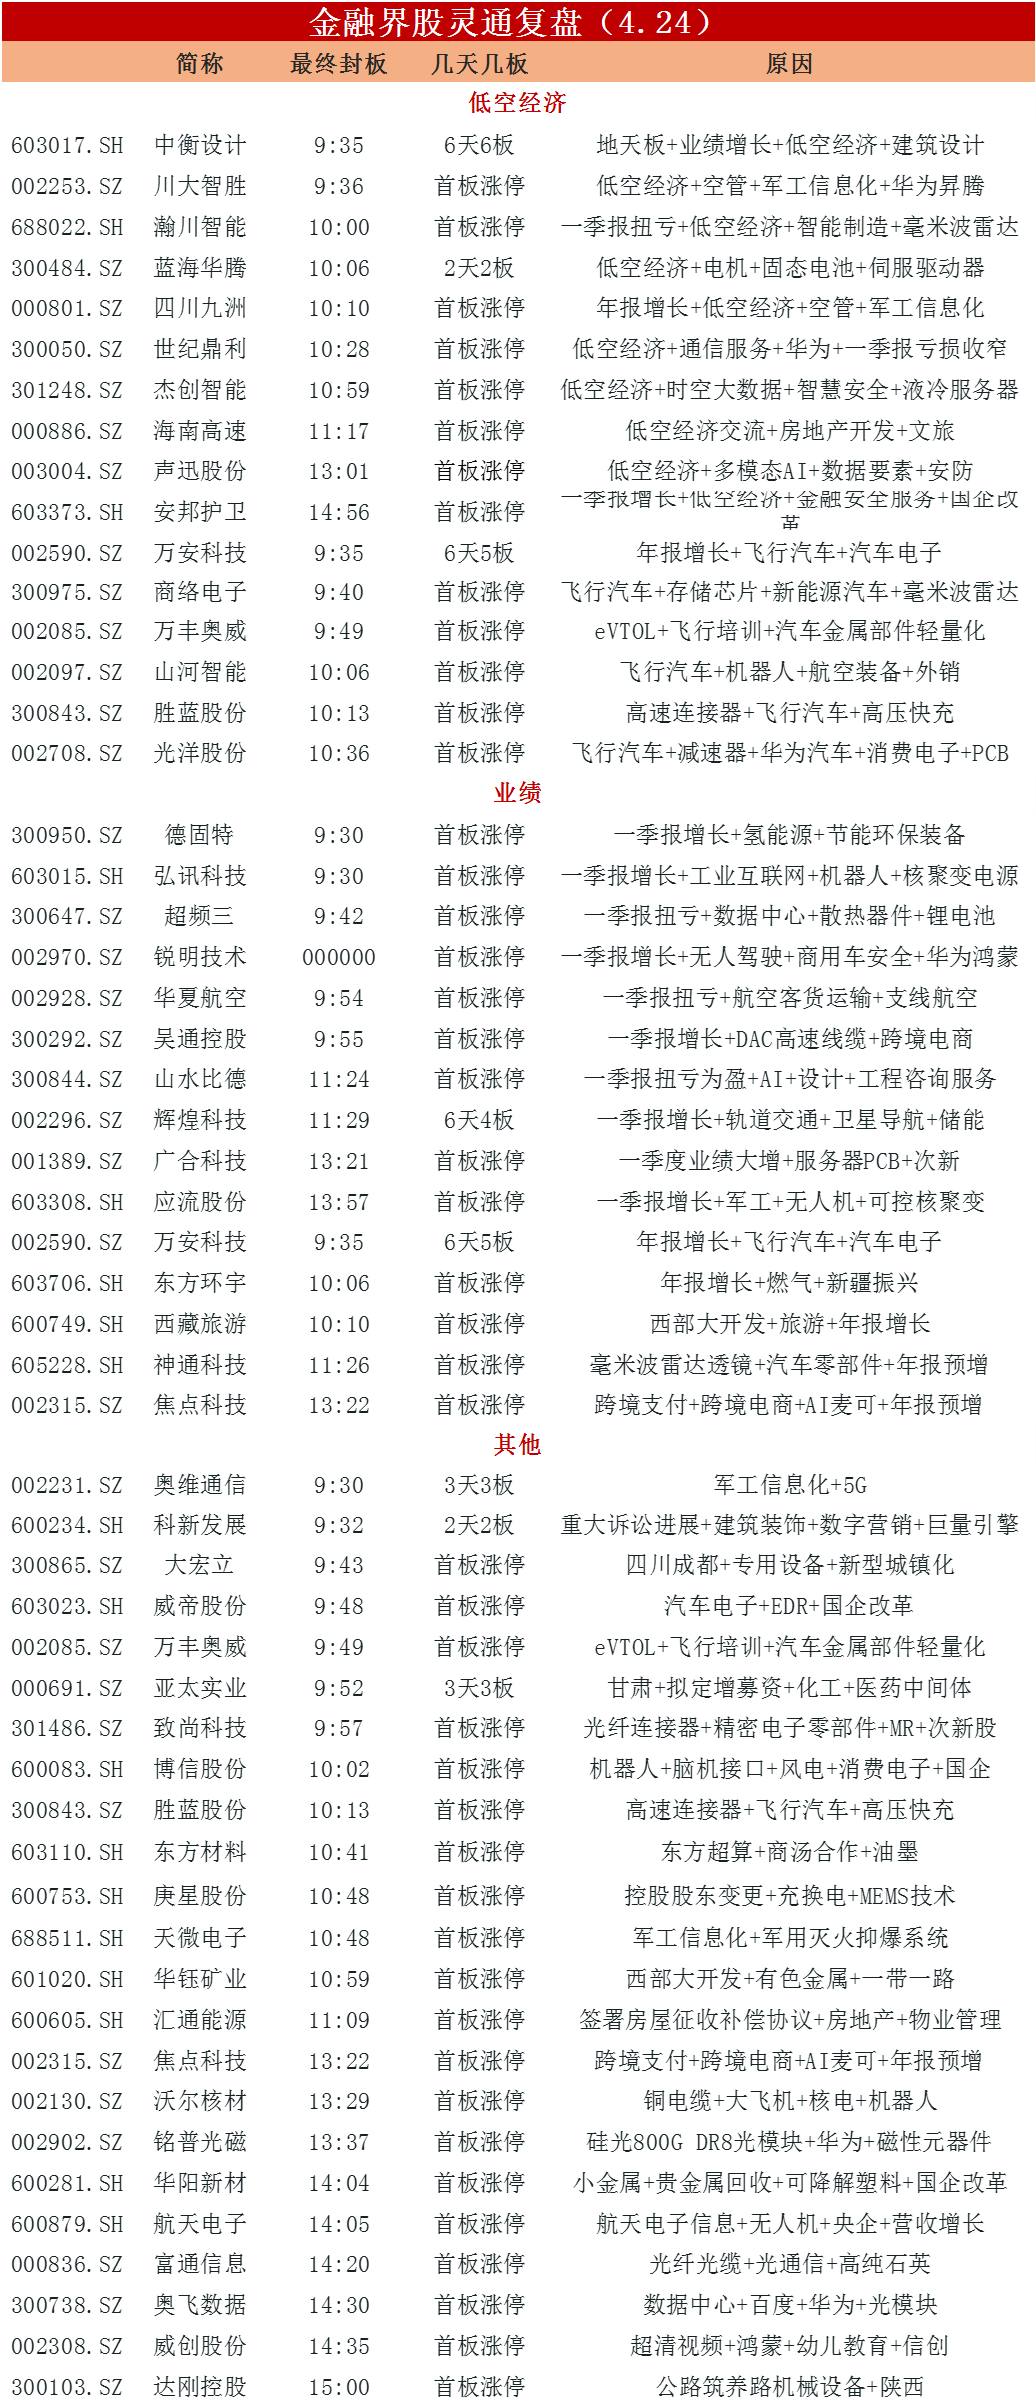 金融界股灵通复盘（4.24）
简称 最终封板 几天几板 原因
低空经济
603017.SH 中衡设计 9:35 6天6板 地天板+业绩增长+低空经济+建筑设计
002253.SZ 川大智胜 9:36 首板涨停 低空经济+空管+军工信息化+华为昇腾
688022.SH 瀚川智能 10:00 首板涨停 一季报扭亏+低空经济+智能制造+毫米波雷达
300484.SZ 蓝海华腾 10:06 2天2板 低空经济+电机+固态电池+伺服驱动器
000801.SZ 四川九洲 10:10 首板涨停 年报增长+低空经济+空管+军工信息化
300050.SZ 世纪鼎利 10:28 首板涨停 低空经济+通信服务+华为+一季报亏损收窄
301248.SZ 杰创智能 10:59 首板涨停 低空经济+时空大数据+智慧安全+液冷服务器
000886.SZ 海南高速 11:17 首板涨停 低空经济交流+房地产开发+文旅
003004.SZ 声迅股份 13:01 首板涨停 低空经济+多模态AI+数据要素+安防
603373.SH 安邦护卫 14:56 首板涨停 一季报增长+低空经济+金融安全服务+国企改
革
002590.SZ 万安科技 9:35 6天5板 年报增长+飞行汽车+汽车电子
300975.SZ 商络电子 9:40 首板涨停 飞行汽车+存储芯片+新能源汽车+毫米波雷达
002085.SZ 万丰奥威 9:49 首板涨停 eVTOL+飞行培训+汽车金属部件轻量化
002097.SZ 山河智能 10:06 首板涨停 飞行汽车+机器人+航空装备+外销
300843.SZ 胜蓝股份 10:13 首板涨停 高速连接器+飞行汽车+高压快充
002708.SZ 光洋股份 10:36 首板涨停 飞行汽车+减速器+华为汽车+消费电子+PCB
业绩
300950.SZ 德固特 9:30 首板涨停 一季报增长+氢能源+节能环保装备
603015.SH 弘讯科技 9:30 首板涨停 一季报增长+工业互联网+机器人+核聚变电源
300647.SZ 超频三 9:42 首板涨停 一季报扭亏+数据中心+散热器件+锂电池
002970.SZ 锐明技术 000000 首板涨停 一季报增长+无人驾驶+商用车安全+华为鸿蒙
002928.SZ 华夏航空 9:54 首板涨停 一季报扭亏+航空客货运输+支线航空
300292.SZ 吴通控股 9:55 首板涨停 一季报增长+DAC高速线缆+跨境电商
300844.SZ 山水比德 11:24 首板涨停 一季报扭亏为盈+AI+设计+工程咨询服务
002296.SZ 辉煌科技 11:29 6天4板 一季报增长+轨道交通+卫星导航+储能
001389.SZ 广合科技 13:21 首板涨停 一季度业绩大增+服务器PCB+次新
603308.SH 应流股份 13:57 首板涨停 一季报增长+军工+无人机+可控核聚变
002590.SZ 万安科技 9:35 6天5板 年报增长+飞行汽车+汽车电子
603706.SH 东方环宇 10:06 首板涨停 年报增长+燃气+新疆振兴
600749.SH 西藏旅游 10:10 首板涨停 西部大开发+旅游+年报增长
605228.SH 神通科技 11:26 首板涨停 毫米波雷达透镜+汽车零部件+年报预增
002315.SZ 焦点科技 13:22 首板涨停 跨境支付+跨境电商+AI麦可+年报预增
其他
002231.SZ 奥维通信 9:30 3天3板 军工信息化+5G
600234.SH 科新发展 9:32 2天2板 重大诉讼进展+建筑装饰+数字营销+巨量引擎
300865.SZ 大宏立 9:43 首板涨停 四川成都+专用设备+新型城镇化
603023.SH 威帝股份 9:48 首板涨停 汽车电子+EDR+国企改革
002085.SZ 万丰奥威 9:49 首板涨停 eVTOL+飞行培训+汽车金属部件轻量化
000691.SZ 亚太实业 9:52 3天3板 甘肃+拟定增募资+化工+医药中间体
301486.SZ 致尚科技 9:57 首板涨停 光纤连接器+精密电子零部件+MR+次新股
600083.SH 博信股份 10:02 首板涨停 机器人+脑机接口+风电+消费电子+国企
300843.SZ 胜蓝股份 10:13 首板涨停 高速连接器+飞行汽车+高压快充
603110.SH 东方材料 10:41 首板涨停 东方超算+商汤合作+油墨
600753.SH 庚星股份 10:48 首板涨停 控股股东变更+充换电+MEMS技术
688511.SH 天微电子 10:48 首板涨停 军工信息化+军用灭火抑爆系统
601020.SH 华钰矿业 10:59 首板涨停 西部大开发+有色金属+一带一路
600605.SH 汇通能源 11:09 首板涨停 签署房屋征收补偿协议+房地产+物业管理
002315.SZ 焦点科技 13:22 首板涨停 跨境支付+跨境电商+AI麦可+年报预增
002130.SZ 沃尔核材 13:29 首板涨停 铜电缆+大飞机+核电+机器人
002902.SZ 铭普光磁 13:37 首板涨停 硅光800G DR8光模块+华为+磁性元器件
600281.SH 华阳新材 14:04 首板涨停 小金属+贵金属回收+可降解塑料+国企改革
600879.SH 航天电子 14:05 首板涨停 航天电子信息+无人机+央企+营收增长
000836.SZ 富通信息 14:20 首板涨停 光纤光缆+光通信+高纯石英
300738.SZ 奥飞数据 14:30 首板涨停 数据中心+百度+华为+光模块
002308.SZ 威创股份 14:35 首板涨停 超清视频+鸿蒙+幼儿教育+信创
300103.SZ 达刚控股 15:00 首板涨停 公路筑养路机械设备+陕西